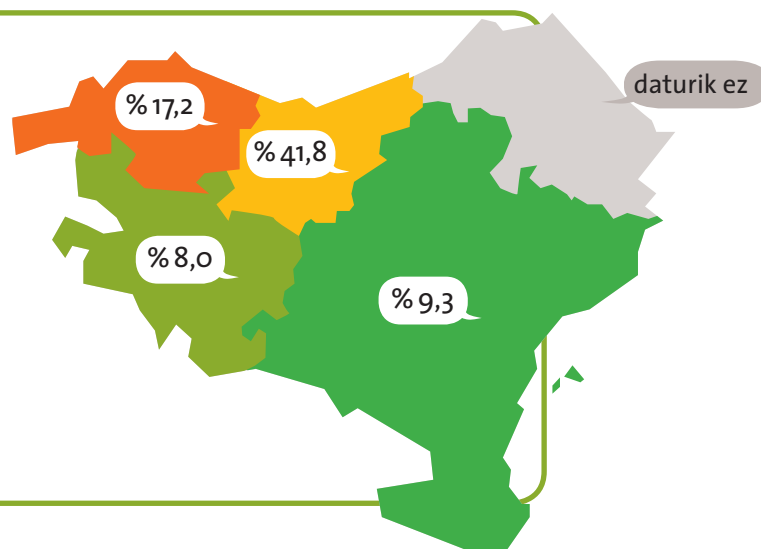 daturik ez
% 17,2
% 41,8
% 8,0
% 9,3